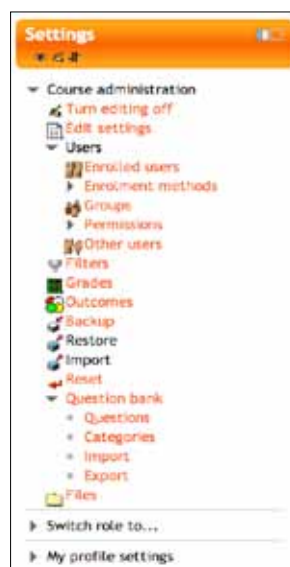 Settings
Course administration
Turn editing off
Edit settings
Users
Enrolled users
Enrolment methods
Groups
Permissions
Other users
Filters
Grades
Outcomes
Backup
Restore
Import
Reset
Question bank
Questions
Categories
Import
Export
Files
Switch role to...
My profile settings